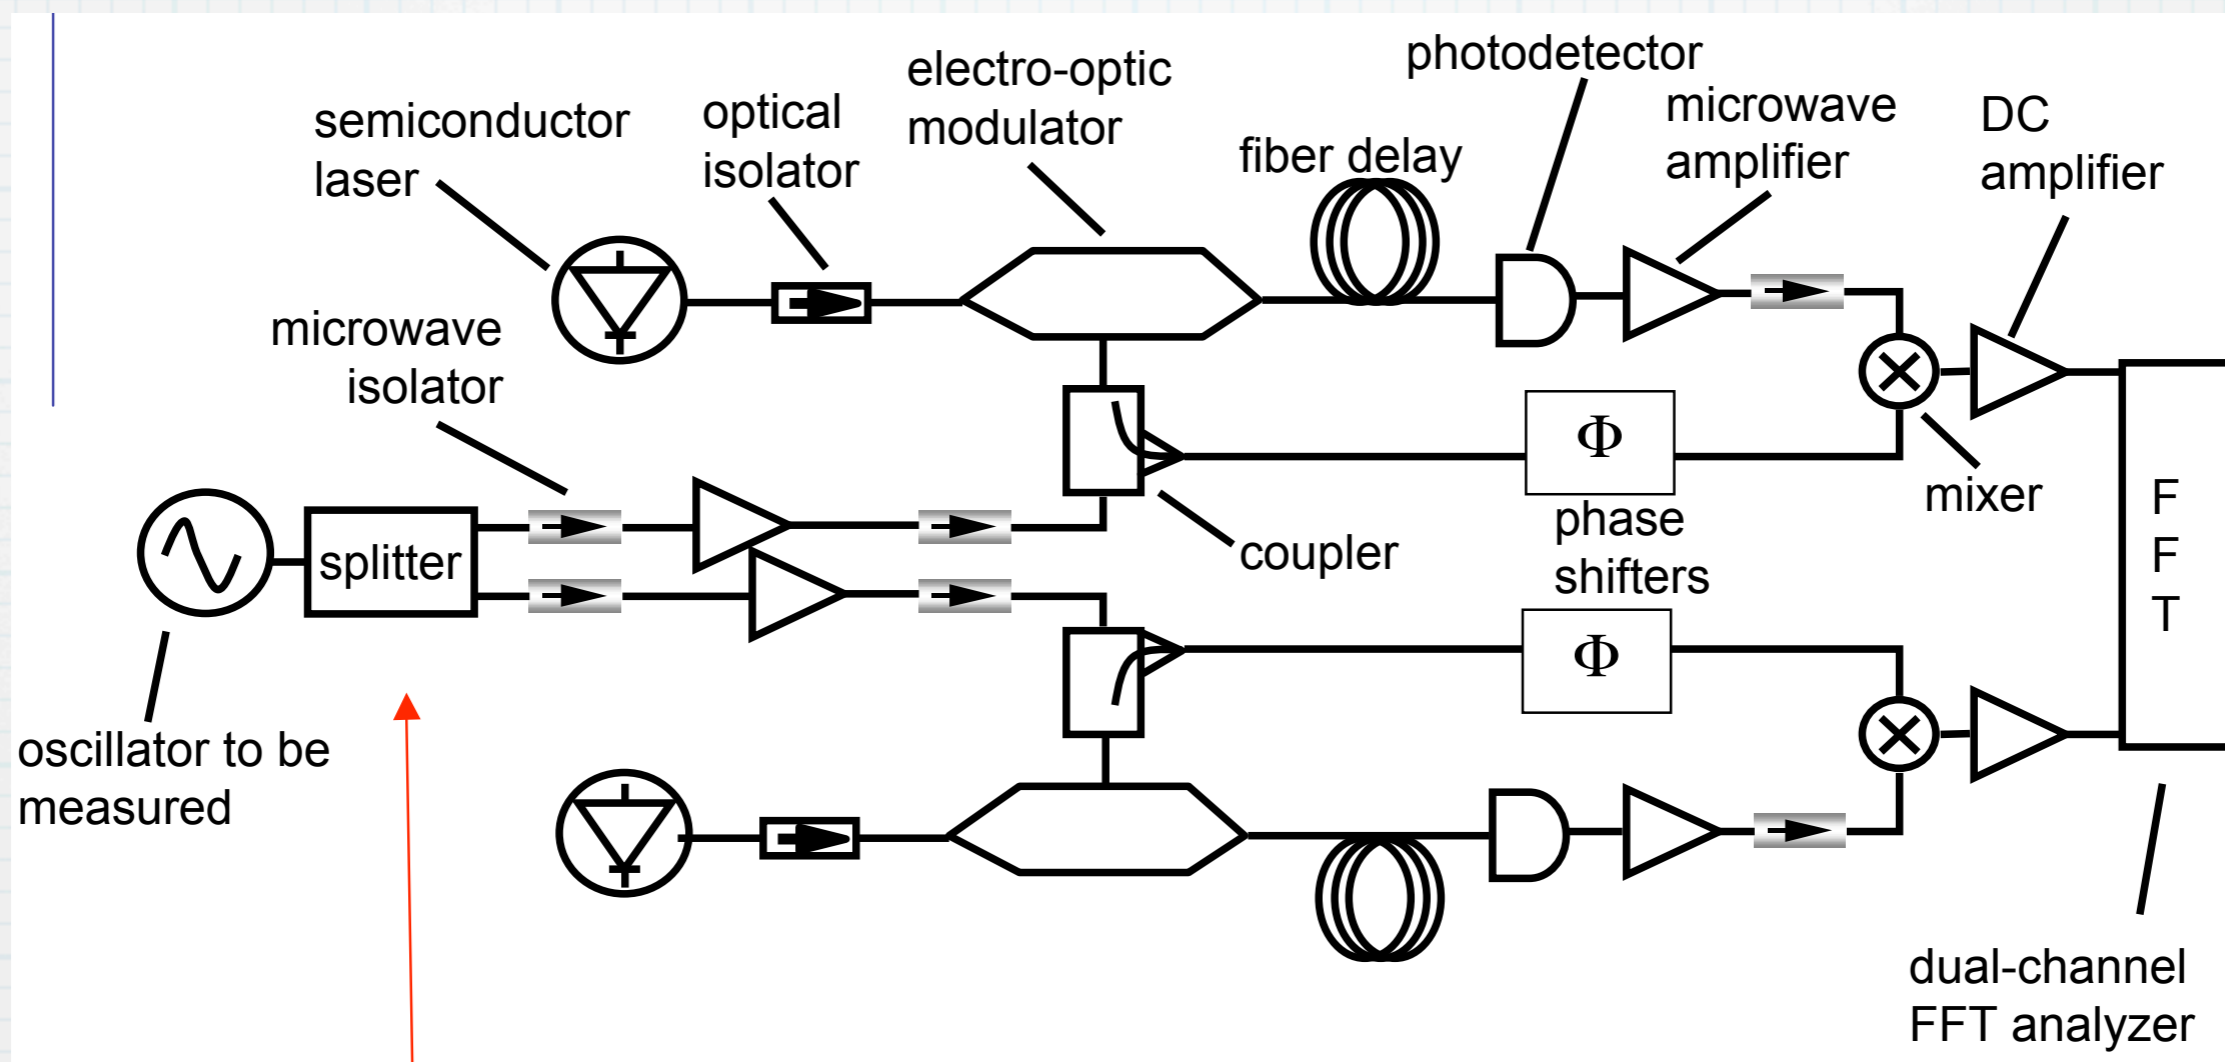 photodetector
electro-optic
modulator
semiconductor
laser
optical
isolator
microwave
amplifier
DC
amplifier
fiber delay
microwave
isolator
Φ
mixer
phase
shifters
F
F
T
splitter
coupler
Φ
oscillator to be
measured
dual-channel
FFT analyzer